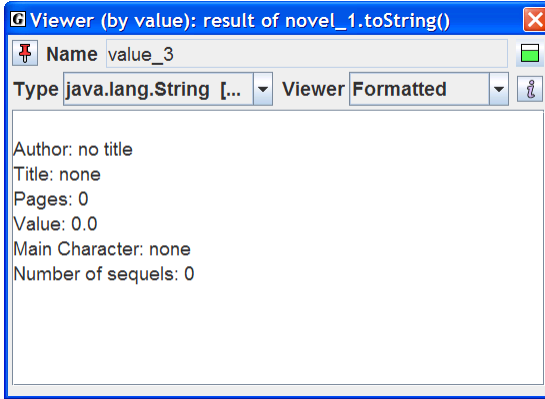 Viewer (by value): result of novel_1.toString()
Name value_3
Type java.lang.String [... Viewer Formatted
Author: no title
Title: none
Pages: 0
Value: 0.0
Main Character: none
Number of sequels: 0